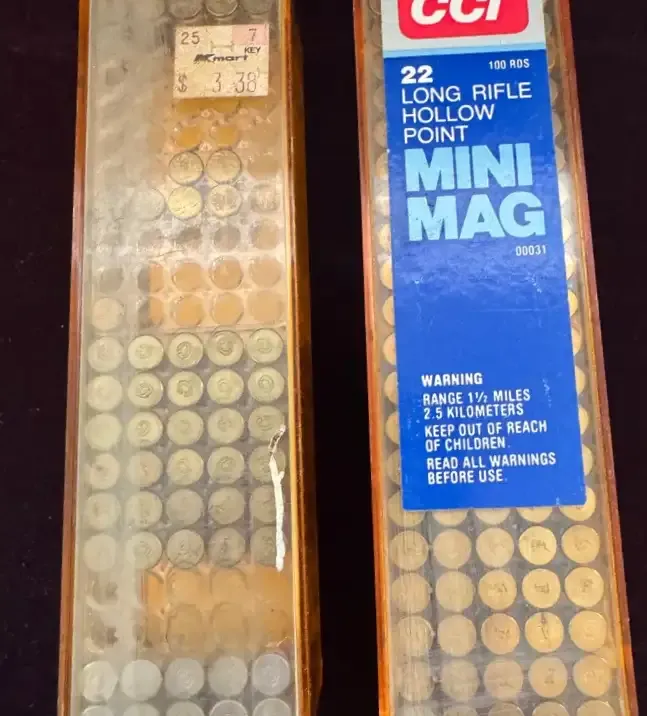 25 7
KEY
Kmart
$ 3 38
CCI
22
100 RDS
LONG RIFLE
HOLLOW
POINT
MINI
MAG
00031
WARNING
RANGE 1½ MILES
2.5 KILOMETERS
KEEP OUT OF REACH
OF CHILDREN.
READ ALL WARNINGS
BEFORE USE.